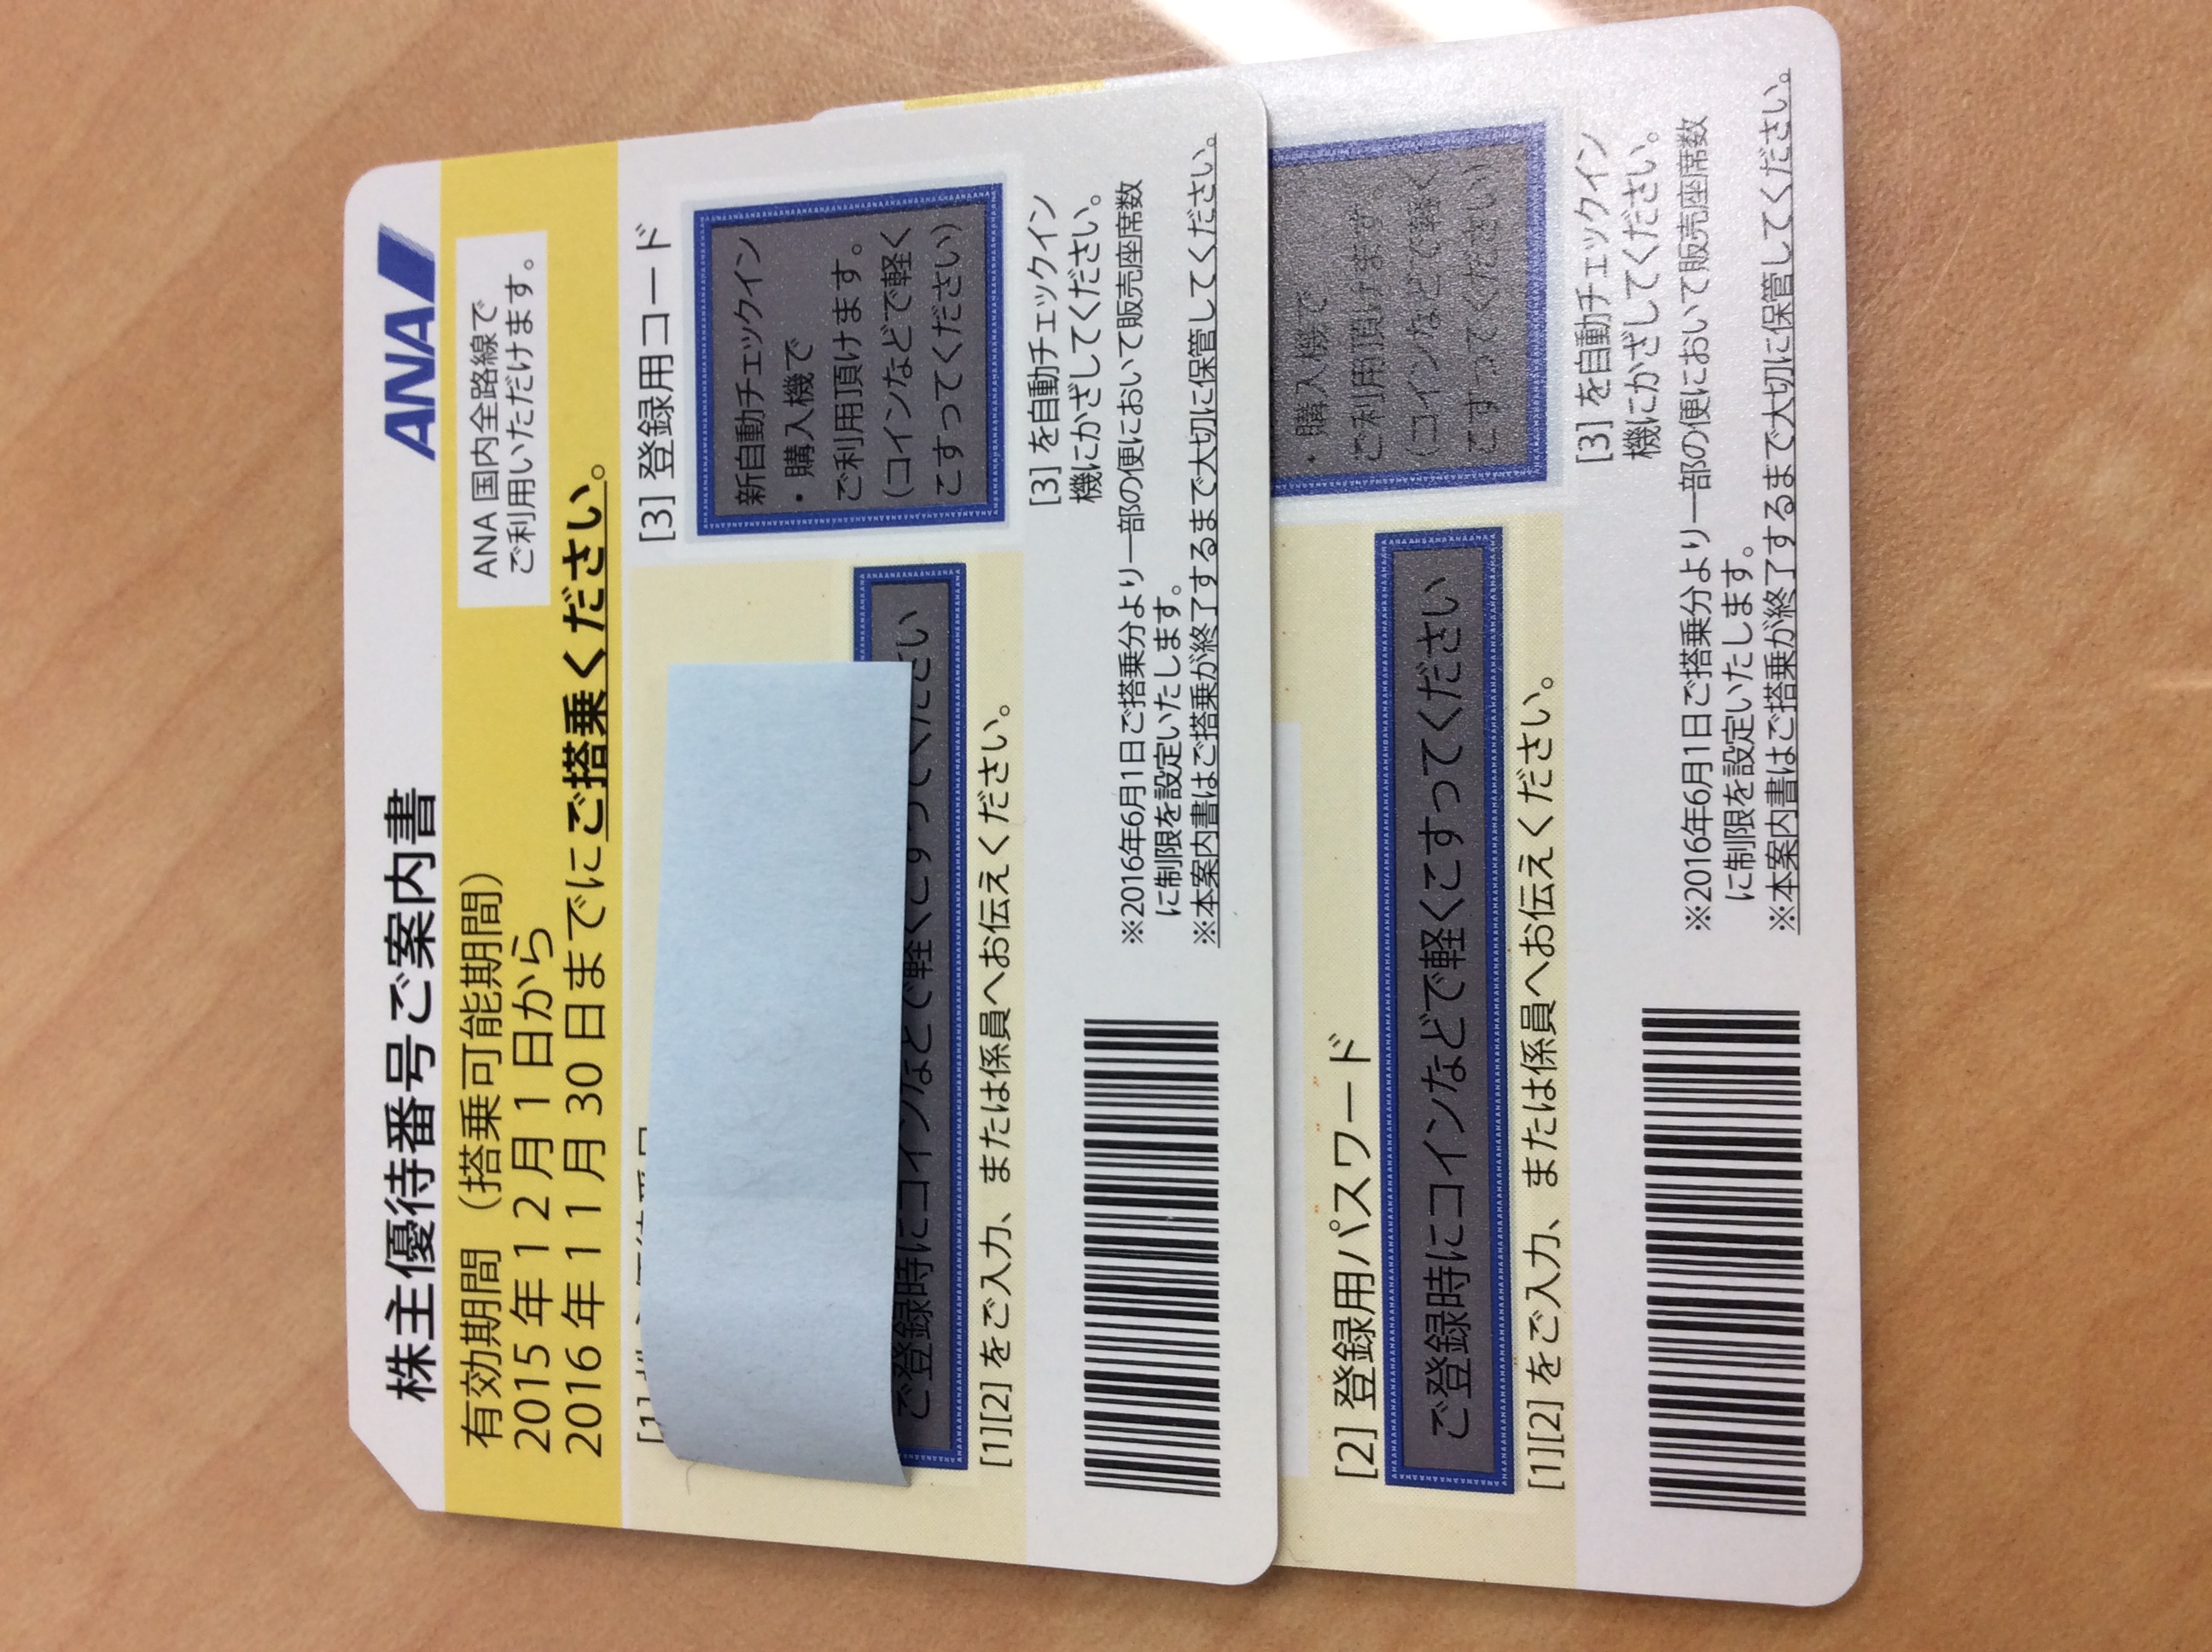 株主優待番号ご案内書
ANA
有効期間（搭乗可能期間）
2015年12月1日から
2016年11月30日までにご搭乗ください。
ANA国内全路線で
ご利用いただけます。
[3] 登録用コード
新自動チェックイン
・購入機で
ご利用頂けます。
（コインなどで軽く
こすってください）
[1]
ご登録時にコインなどで軽くこすってください
[1][2] をご入力、または係員へお伝えください。
[3] を自動チェックイン
機にかざしてください。
※2016年6月1日ご搭乗分より一部の便において販売座席数
に制限を設定いたします。
※本案内書はご搭乗が終了するまで大切に保管してください。
・購入機で
ご利用頂けます。
（コインなどで軽く
こすってください）
[2] 登録用パスワード
ご登録時にコインなどで軽くこすってください
[1][2] をご入力、または係員へお伝えください。
[3] を自動チェックイン
機にかざしてください。
※2016年6月1日ご搭乗分より一部の便において販売座席数
に制限を設定いたします。
※本案内書はご搭乗が終了するまで大切に保管してください。